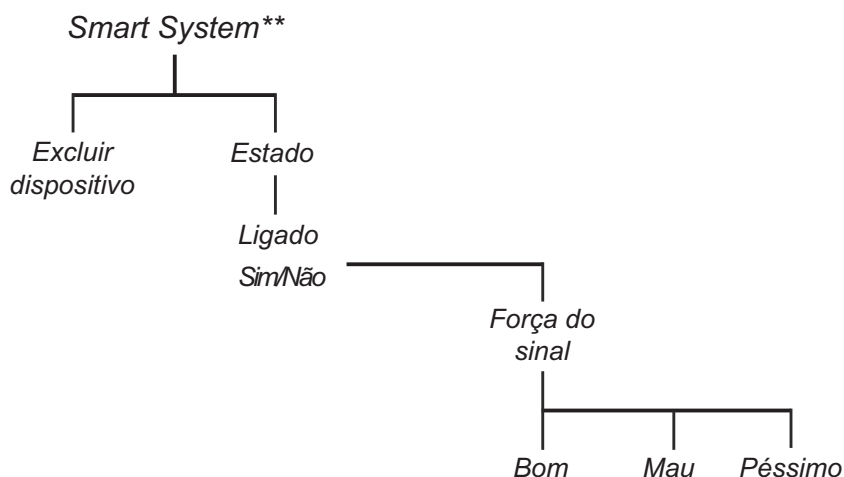 Smart System**
Excluir
dispositivo
Estado
Ligado
Sim/Não
Força do
sinal
Bom
Mau
Péssimo